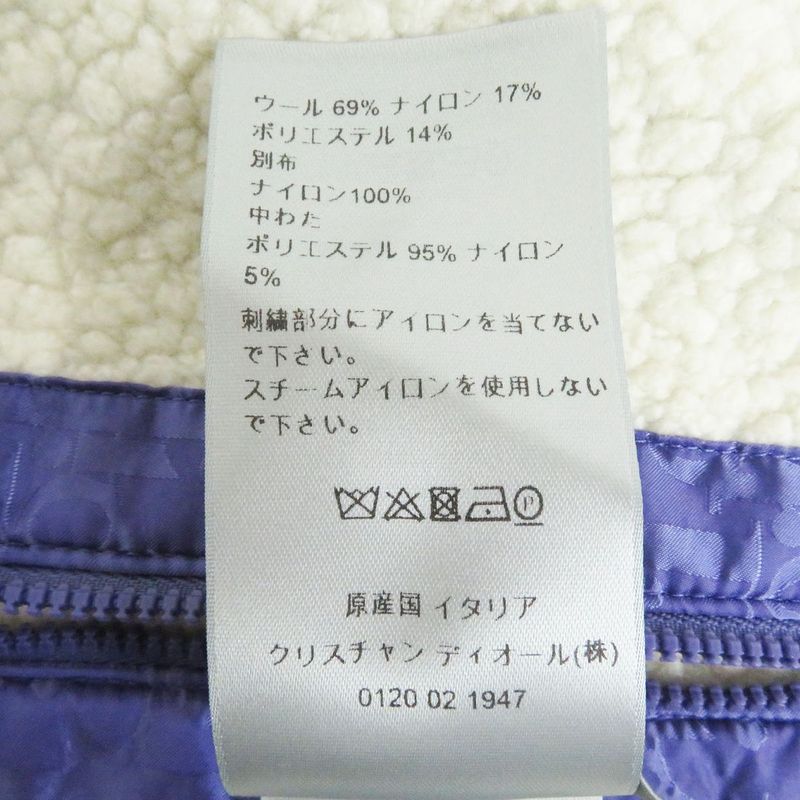 ウール 69% ナイロン 17%
ポリエステル 14%
別布
ナイロン100%
中わた
ポリエステル 95% ナイロン
5%
刺繍部分にアイロンを当てない
で下さい。
スチームアイロンを使用しない
で下さい。
P
原産国 イタリア
クリスチャン ディオール(株)
0120 02 1947